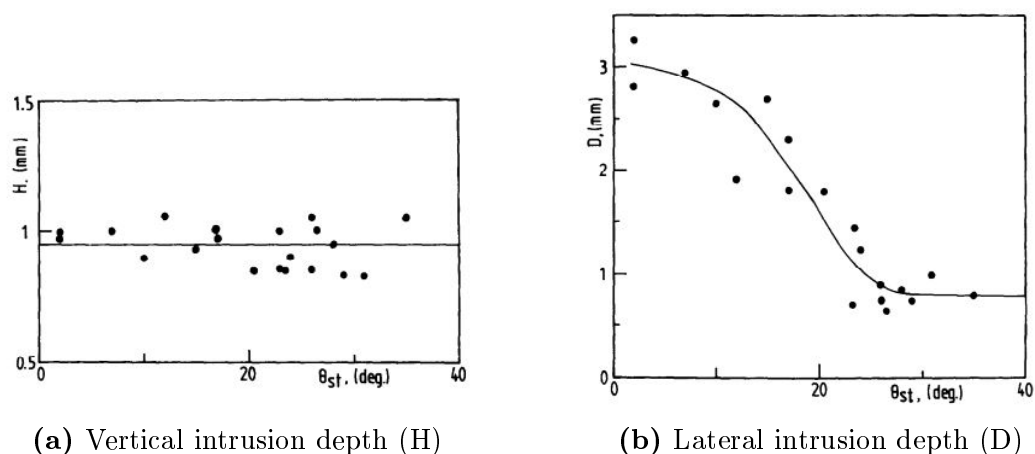 1.5
H, (mm)
1
0.5
0
20
θst, (deg.)
40
(a) Vertical intrusion depth (H)
3
D, (mm)
2
1
0
0
20
θst, (deg.)
40
(b) Lateral intrusion depth (D)